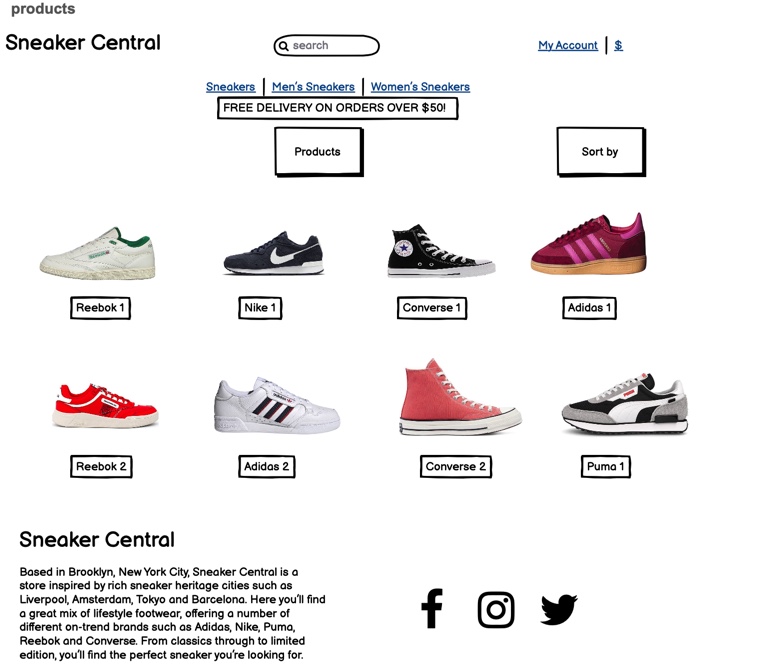 products
Sneaker Central
search
My Account | $
Sneakers | Men's Sneakers | Women's Sneakers
FREE DELIVERY ON ORDERS OVER $50!
Products
Sort by
Reebok 1
Nike 1
Converse 1
Adidas 1
Reebok 2
Adidas 2
Converse 2
Puma 1
Sneaker Central
Based in Brooklyn, New York City, Sneaker Central is a
store inspired by rich sneaker heritage cities such as
Liverpool, Amsterdam, Tokyo and Barcelona. Here you'll find
a great mix of lifestyle footwear, offering a number of
different on-trend brands such as Adidas, Nike, Puma,
Reebok and Converse. From classics through to limited
edition, you'll find the perfect sneaker you're looking for.